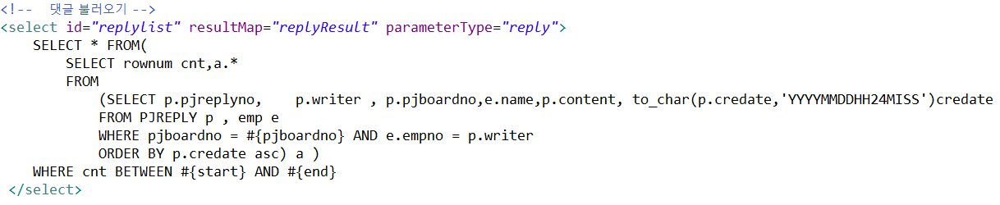 <!--  댓글 불러오기 -->
<select id="replylist" resultMap="replyResult" parameterType="reply">
    SELECT * FROM(
        SELECT rownum cnt,a.*
        FROM
            (SELECT p.pjreplyno,    p.writer , p.pjboardno,e.name,p.content, to_char(p.credate,'YYYYMMDDHH24MISS')credate
            FROM PJREPLY p , emp e
            WHERE pjboardno = #{pjboardno} AND e.empno = p.writer
            ORDER BY p.credate asc) a )
    WHERE cnt BETWEEN #{start} AND #{end}
 </select>